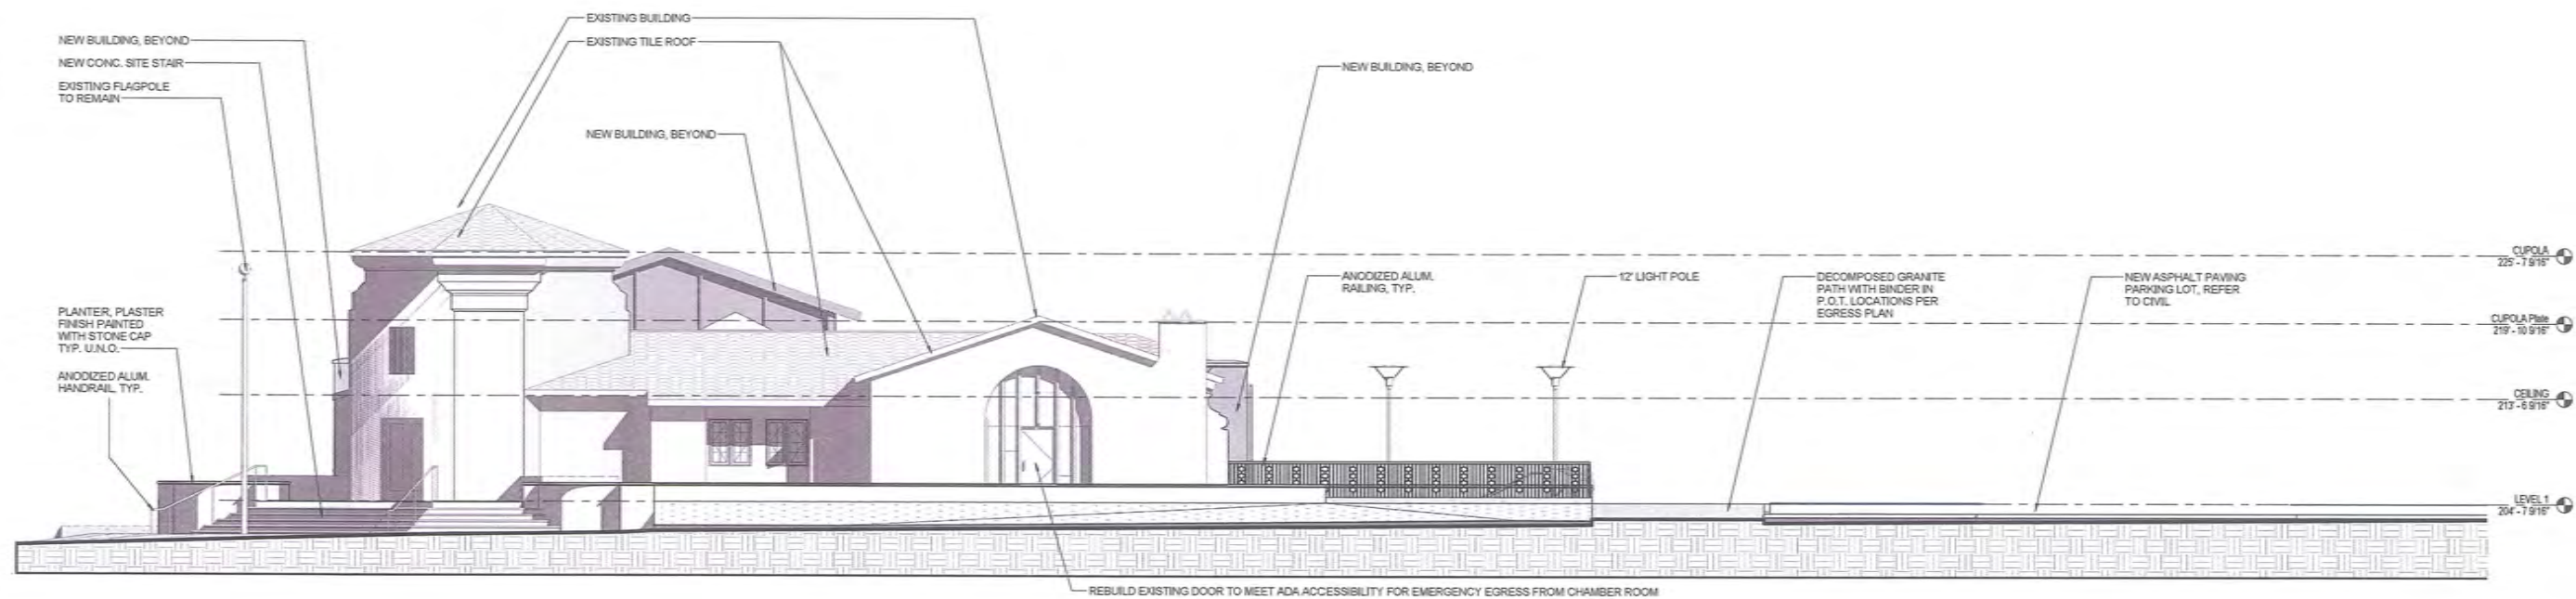 EXISTING BUILDING
EXISTING TILE ROOF
NEW BUILDING, BEYOND
NEW CONC. SITE STAIR
EXISTING FLAGPOLE
TO REMAIN
NEW BUILDING, BEYOND
NEW BUILDING, BEYOND
PLANTER, PLASTER
FINISH PAINTED
WITH STONE CAP
TYP. U.N.O.
ANODIZED ALUM.
HANDRAIL, TYP.
ANODIZED ALUM.
RAILING, TYP.
12' LIGHT POLE
DECOMPOSED GRANITE
PATH WITH BINDER IN
P.O.T. LOCATIONS PER
EGRESS PLAN
NEW ASPHALT PAVING
PARKING LOT, REFER
TO CIVIL
CUPOLA
225' - 7 9/16"
CUPOLA Plate
219' - 10 9/16"
CEILING
213' - 6 9/16"
LEVEL 1
204' - 7 9/16"
REBUILD EXISTING DOOR TO MEET ADA ACCESSIBILITY FOR EMERGENCY EGRESS FROM CHAMBER ROOM